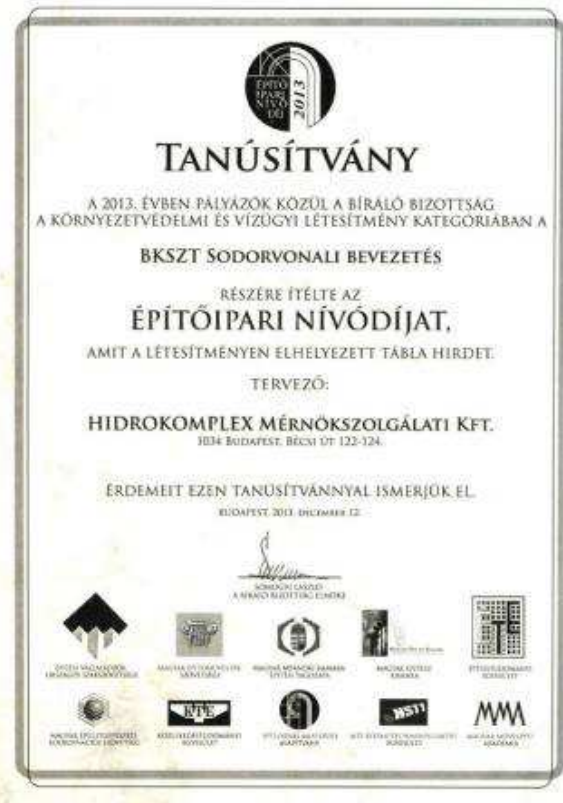 ÉPÍTŐ
IPARI
NÍVÓ
DÍJ
2013
TANÚSÍTVÁNY
A 2013. ÉVBEN PÁLYÁZÓK KÖZÜL A BÍRÁLÓ BIZOTTSÁG
A KÖRNYEZETVÉDELMI ÉS VÍZÜGYI LÉTESÍTMÉNY KATEGÓRIÁBAN A
BKSZT SODORVONALI BEVEZETÉS
RÉSZÉRE ÍTÉLTE AZ
ÉPÍTŐIPARI NÍVÓDÍJAT,
AMIT A LÉTESÍTMÉNYEN ELHELYEZETT TÁBLA HIRDET.
TERVEZŐ:
HIDROKOMPLEX MÉRNÖKSZOLGÁLATI KFT.
1034 BUDAPEST, BÉCSI ÚT 122-124.
ÉRDEMEIT EZEN TANÚSÍTVÁNNYAL ISMERJÜK EL.
BUDAPEST, 2013. DECEMBER 12.
SOMOGYI LÁSZLÓ
A BÍRÁLÓ BIZOTTSÁG ELNÖKE
KTE
MMA